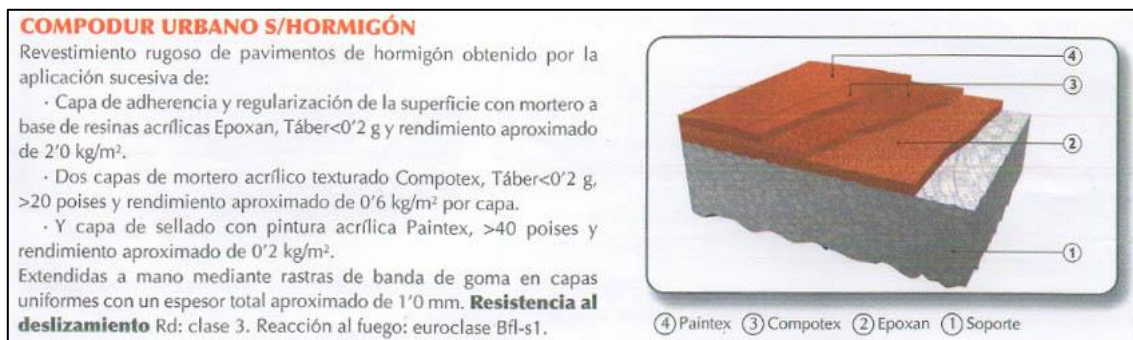 COMPODUR URBANO S/HORMIGÓN
Revestimiento rugoso de pavimentos de hormigón obtenido por la
aplicación sucesiva de:
· Capa de adherencia y regularización de la superficie con mortero a
base de resinas acrílicas Epoxan, Táber<0'2 g y rendimiento aproximado
de 2'0 kg/m².
· Dos capas de mortero acrílico texturado Compotex, Táber<0'2 g,
>20 poises y rendimiento aproximado de 0'6 kg/m² por capa.
· Y capa de sellado con pintura acrílica Paintex, >40 poises y
rendimiento aproximado de 0'2 kg/m².
Extendidas a mano mediante rastras de banda de goma en capas
uniformes con un espesor total aproximado de 1'0 mm. Resistencia al
deslizamiento Rd: clase 3. Reacción al fuego: euroclase Bfl-s1.
4
3
2
1
4 Paintex 3 Compotex 2 Epoxan 1 Soporte